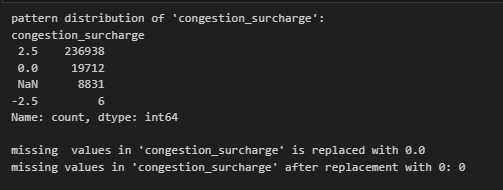 pattern distribution of 'congestion_surcharge':
congestion_surcharge
 2.5    236938
 0.0     19712
 NaN      8831
-2.5         6
Name: count, dtype: int64

missing  values in 'congestion_surcharge' is replaced with 0.0
missing values in 'congestion_surcharge' after replacement with 0: 0